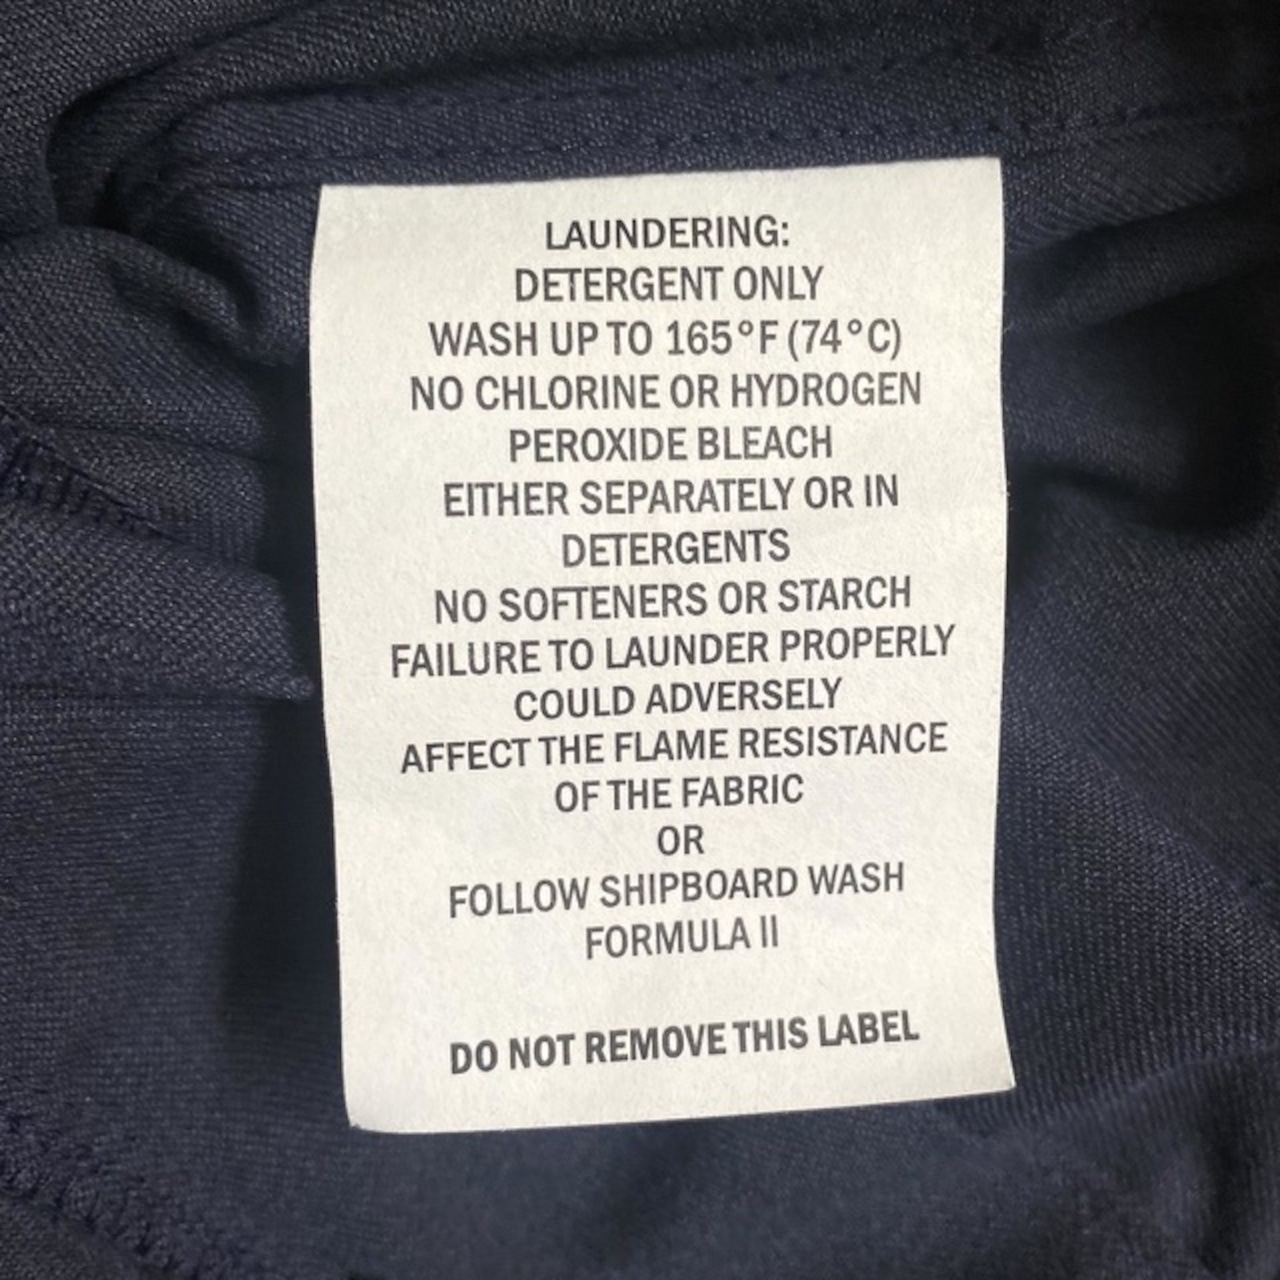 LAUNDERING:
DETERGENT ONLY
WASH UP TO 165°F (74°C)
NO CHLORINE OR HYDROGEN
PEROXIDE BLEACH
EITHER SEPARATELY OR IN
DETERGENTS
NO SOFTENERS OR STARCH
FAILURE TO LAUNDER PROPERLY
COULD ADVERSELY
AFFECT THE FLAME RESISTANCE
OF THE FABRIC
OR
FOLLOW SHIPBOARD WASH
FORMULA II
DO NOT REMOVE THIS LABEL